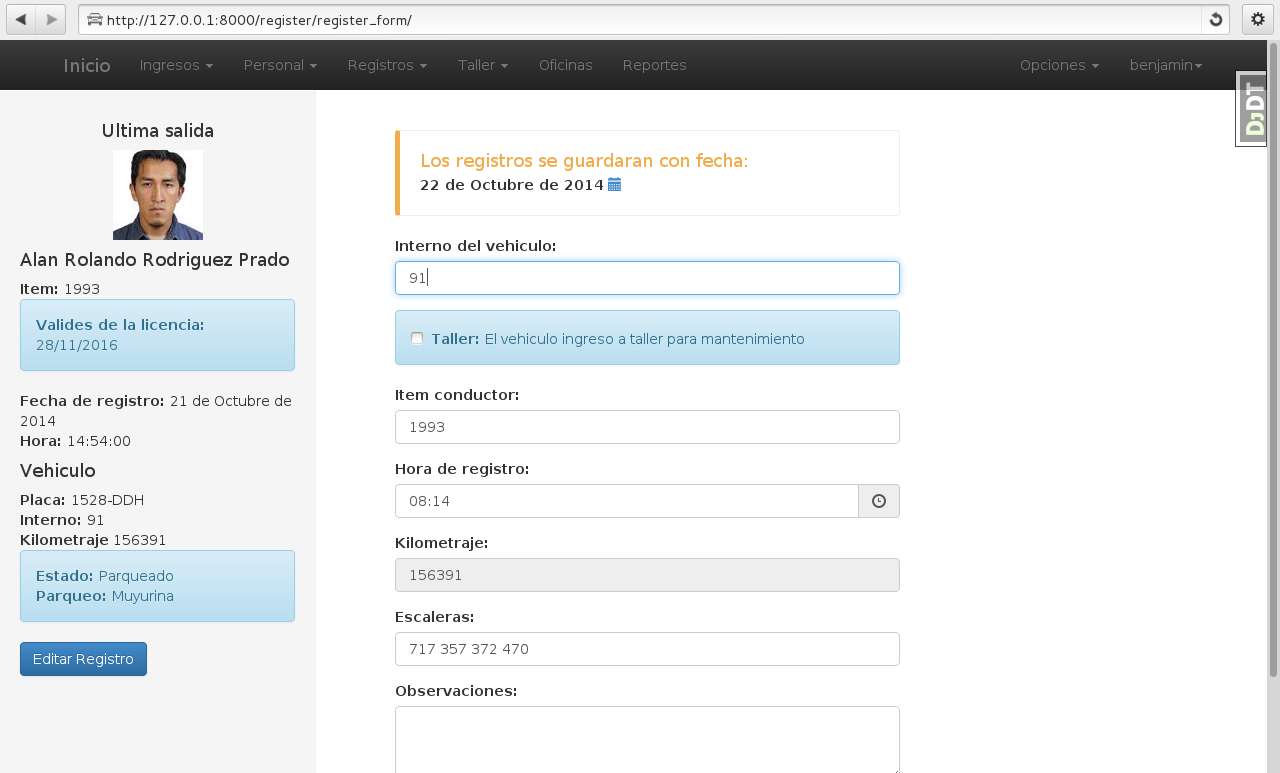 http://127.0.0.1:8000/register/register_form/
Inicio Ingresos Personal Registros Taller Oficinas Reportes Opciones benjamin
DjDT
Ultima salida
Alan Rolando Rodriguez Prado
Item: 1993
Valides de la licencia:
28/11/2016
Fecha de registro: 21 de Octubre de
2014
Hora: 14:54:00
Vehiculo
Placa: 1528-DDH
Interno: 91
Kilometraje 156391
Estado: Parqueado
Parqueo: Muyurina
Editar Registro
Los registros se guardaran con fecha:
22 de Octubre de 2014
Interno del vehiculo:
91
Taller: El vehiculo ingreso a taller para mantenimiento
Item conductor:
1993
Hora de registro:
08:14
Kilometraje:
156391
Escaleras:
717 357 372 470
Observaciones: